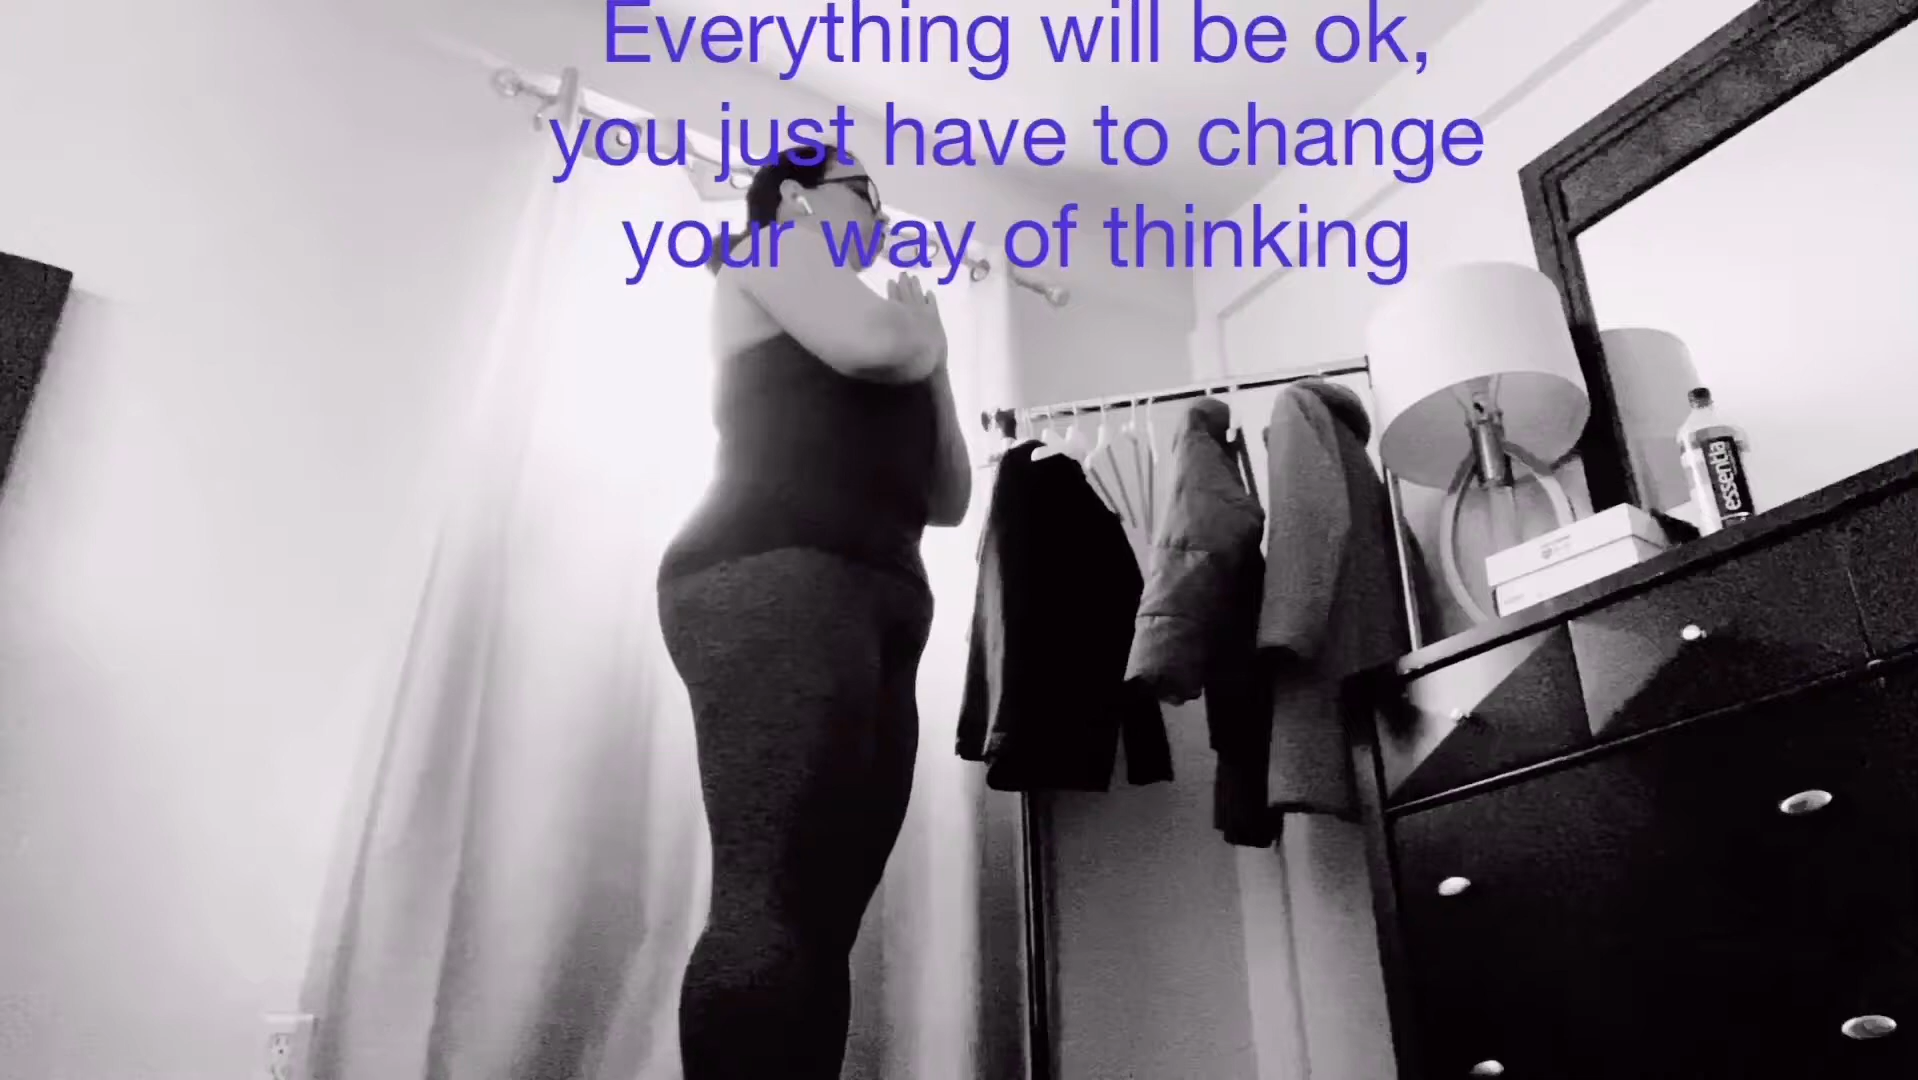 Everything will be ok,
you just have to change
your way of thinking
essentia